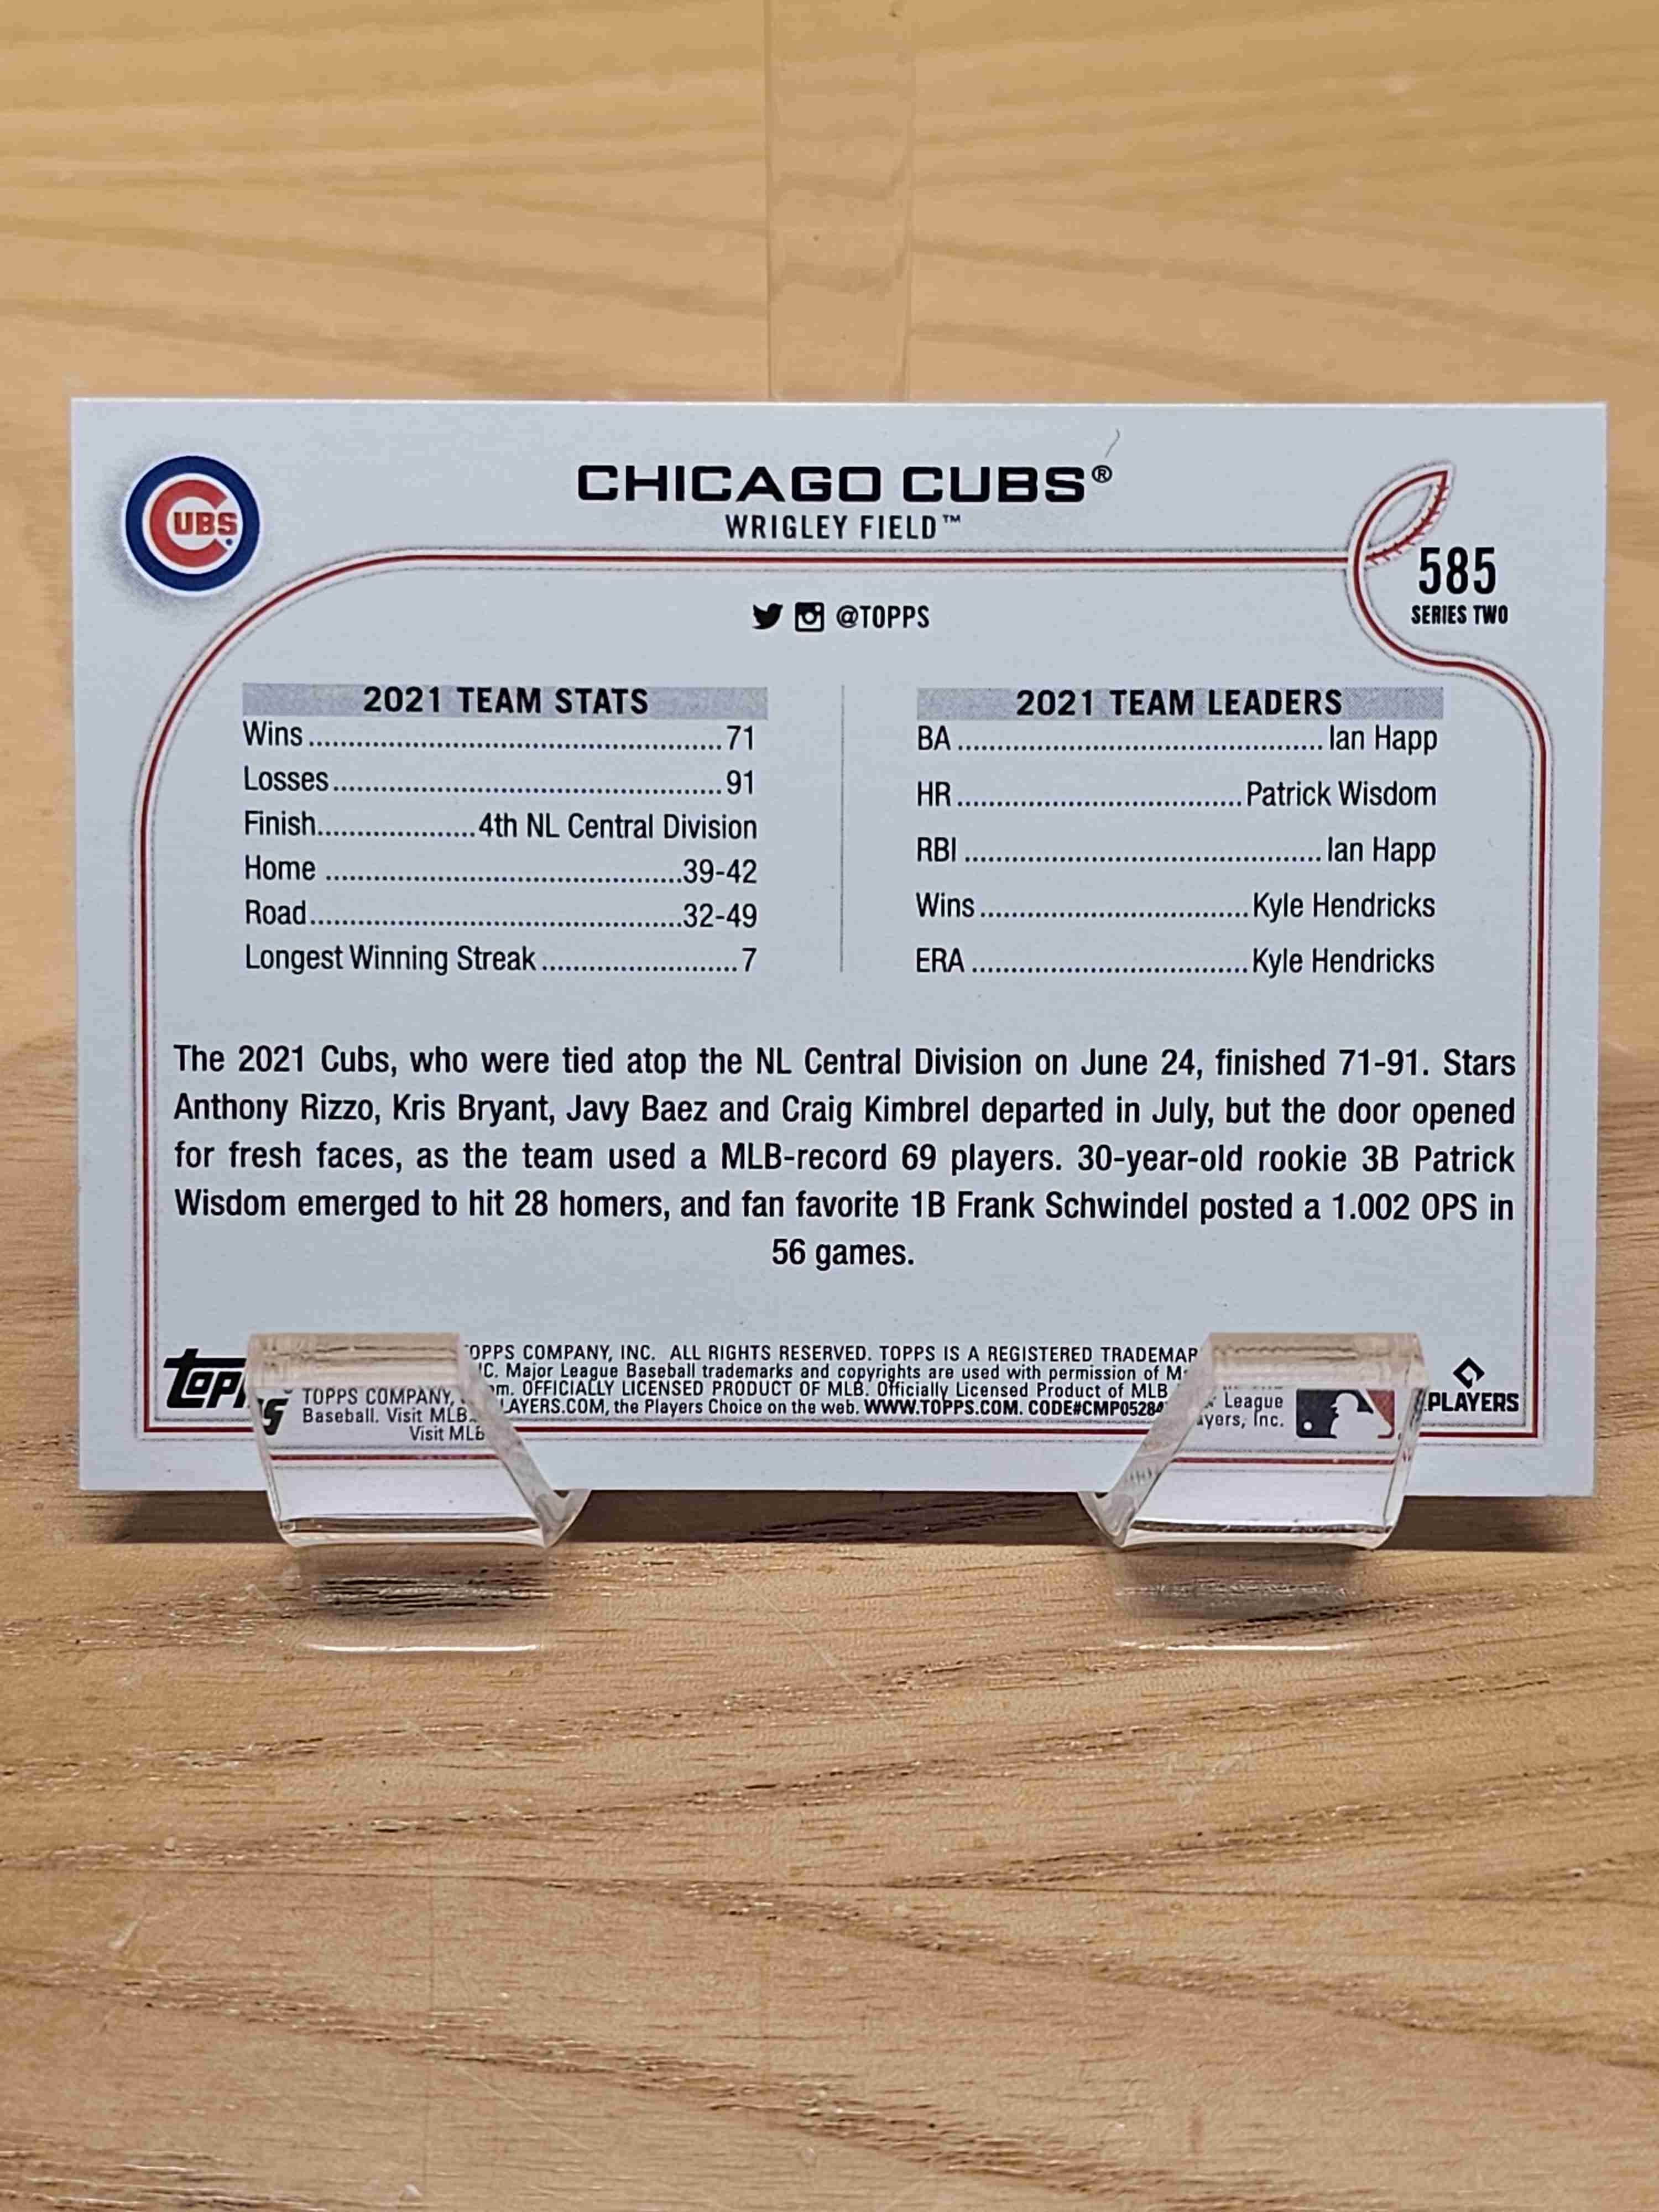 CUBS
CHICAGO CUBS®
WRIGLEY FIELD™
585
SERIES TWO
@TOPPS
2021 TEAM STATS
Wins 71
Losses 91
Finish 4th NL Central Division
Home 39-42
Road 32-49
Longest Winning Streak 7
2021 TEAM LEADERS
BA Ian Happ
HR Patrick Wisdom
RBI Ian Happ
Wins Kyle Hendricks
ERA Kyle Hendricks
The 2021 Cubs, who were tied atop the NL Central Division on June 24, finished 71-91. Stars
Anthony Rizzo, Kris Bryant, Javy Baez and Craig Kimbrel departed in July, but the door opened
for fresh faces, as the team used a MLB-record 69 players. 30-year-old rookie 3B Patrick
Wisdom emerged to hit 28 homers, and fan favorite 1B Frank Schwindel posted a 1.002 OPS in
56 games.
topps
OPPS COMPANY, INC. ALL RIGHTS RESERVED. TOPPS IS A REGISTERED TRADEMAR
TOPPS COMPANY, IC. Major League Baseball trademarks and copyrights are used with permission of M
Baseball. Visit MLB. om. OFFICIALLY LICENSED PRODUCT OF MLB. Officially Licensed Product of MLB League
Visit MLB AYERS.COM, the Players Choice on the web. WWW.TOPPS.COM. CODE#CMP05284 ayers, Inc.
PLAYERS